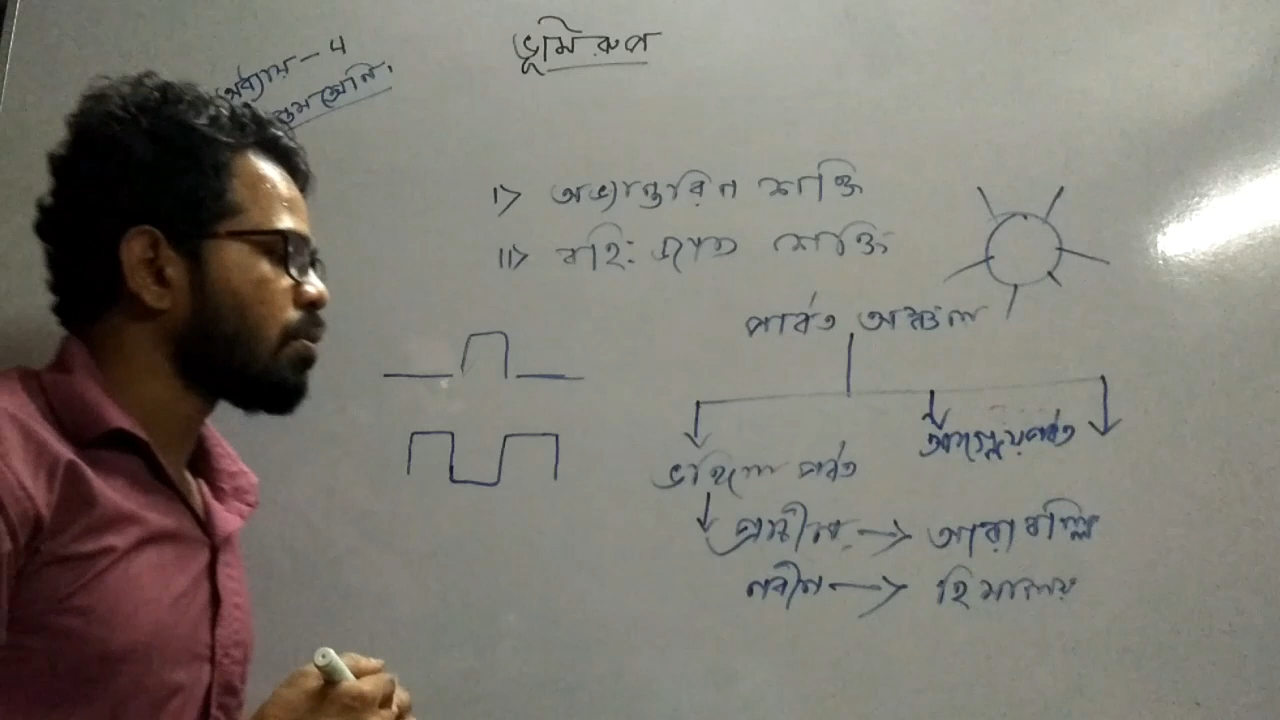 অধ্যায় - 4
শ্রেণি.
ভূমিরূপ
I> অভ্যান্তরিন শক্তি
II> বহিঃ জাত শক্তি
পার্বত অঞ্চল
ভঙ্গিল পর্বত
আগ্নেয় পর্বত
প্রাচীন → আরাবল্লি
নবীন → হিমালয়